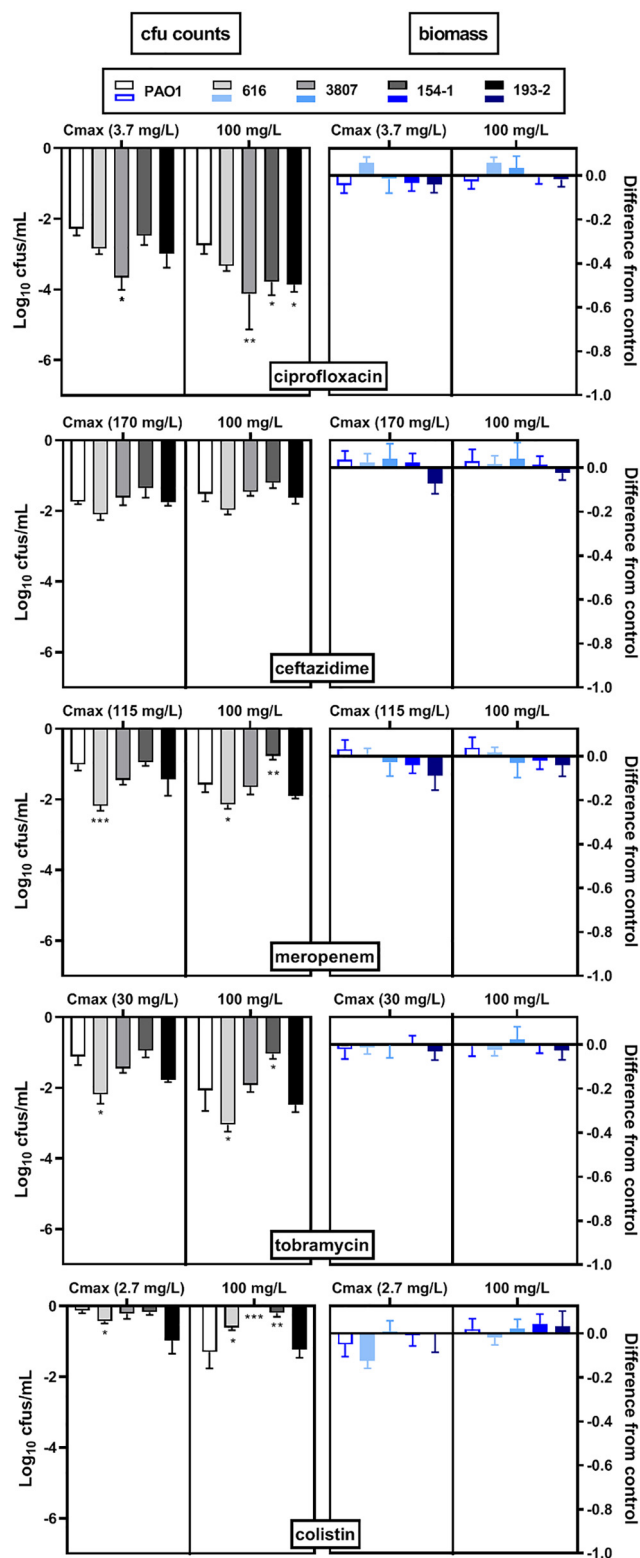 cfu counts
biomass
PAO1 616 3807 154-1 193-2
Cmax (3.7 mg/L) 100 mg/L Cmax (3.7 mg/L) 100 mg/L
Log10 cfus/mL
0
-2
-4
-6
* ** * *
0.0
-0.2
-0.4
-0.6
-0.8
-1.0
Difference from control
ciprofloxacin
Cmax (170 mg/L) 100 mg/L Cmax (170 mg/L) 100 mg/L
Log10 cfus/mL
0
-2
-4
-6
0.0
-0.2
-0.4
-0.6
-0.8
-1.0
Difference from control
ceftazidime
Cmax (115 mg/L) 100 mg/L Cmax (115 mg/L) 100 mg/L
Log10 cfus/mL
0
-2
-4
-6
*** * **
0.0
-0.2
-0.4
-0.6
-0.8
-1.0
Difference from control
meropenem
Cmax (30 mg/L) 100 mg/L Cmax (30 mg/L) 100 mg/L
Log10 cfus/mL
0
-2
-4
-6
* * *
0.0
-0.2
-0.4
-0.6
-0.8
-1.0
Difference from control
tobramycin
Cmax (2.7 mg/L) 100 mg/L Cmax (2.7 mg/L) 100 mg/L
Log10 cfus/mL
0
-2
-4
-6
* * *** **
0.0
-0.2
-0.4
-0.6
-0.8
-1.0
Difference from control
colistin